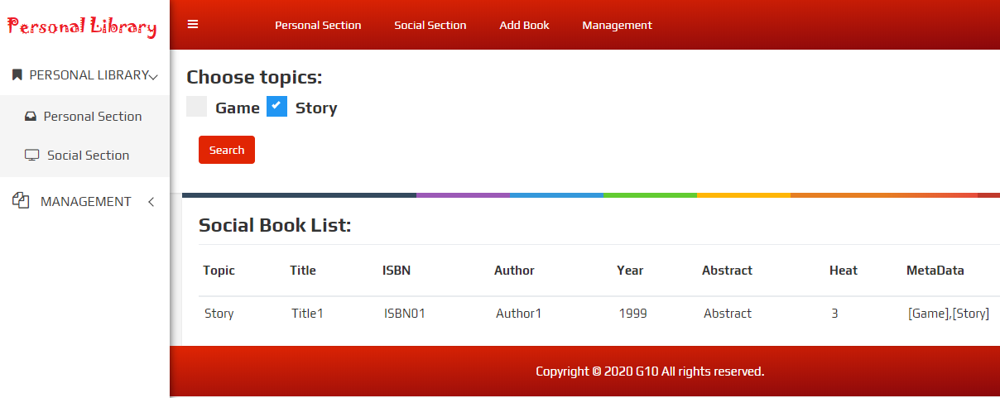 Personal Library
PERSONAL LIBRARY
Personal Section
Social Section
MANAGEMENT
Personal Section Social Section Add Book Management
Choose topics:
Game Story
Search
Social Book List:
Topic Title ISBN Author Year Abstract Heat MetaData
Story Title1 ISBN01 Author1 1999 Abstract 3 [Game],[Story]
Copyright © 2020 G10 All rights reserved.